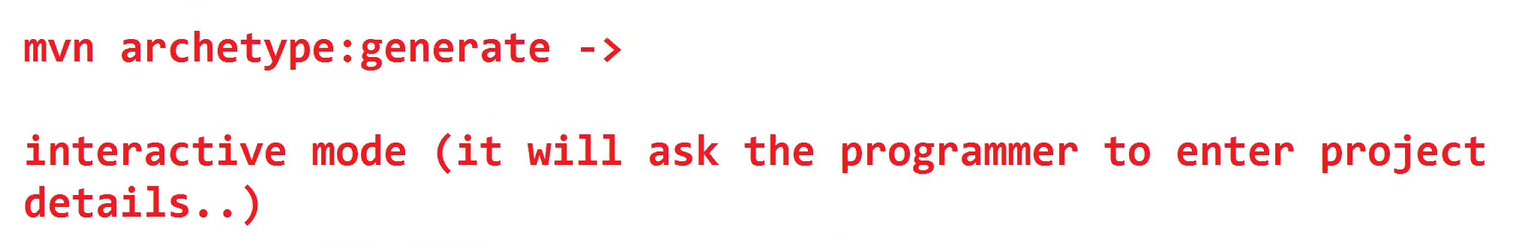 mvn archetype:generate ->
interactive mode (it will ask the programmer to enter project
details..)